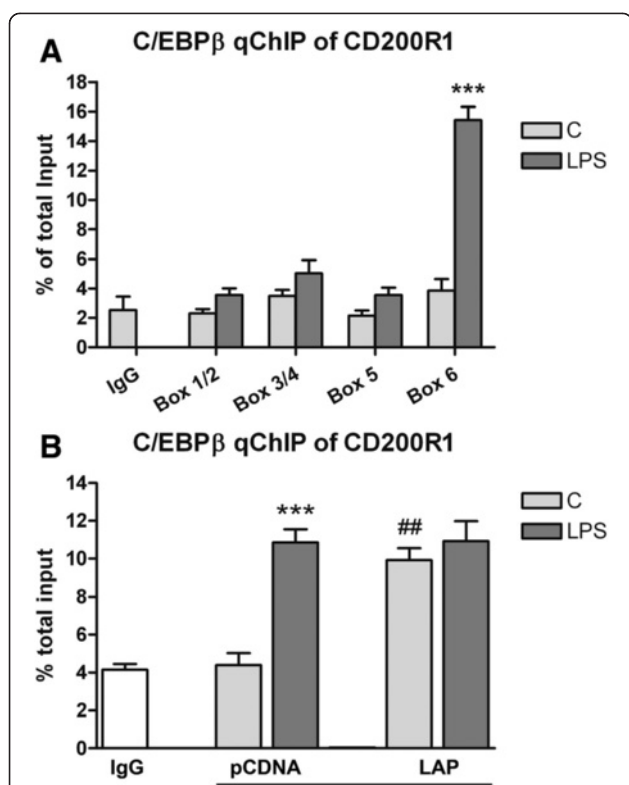 A
C/EBPβ qChIP of CD200R1
% of total Input
18
16
14
12
10
8
6
4
2
0
***
C
LPS
IgG
Box 1/2
Box 3/4
Box 5
Box 6
B
C/EBPβ qChIP of CD200R1
% total input
14
12
10
8
6
4
2
0
***
##
C
LPS
IgG
pCDNA
LAP